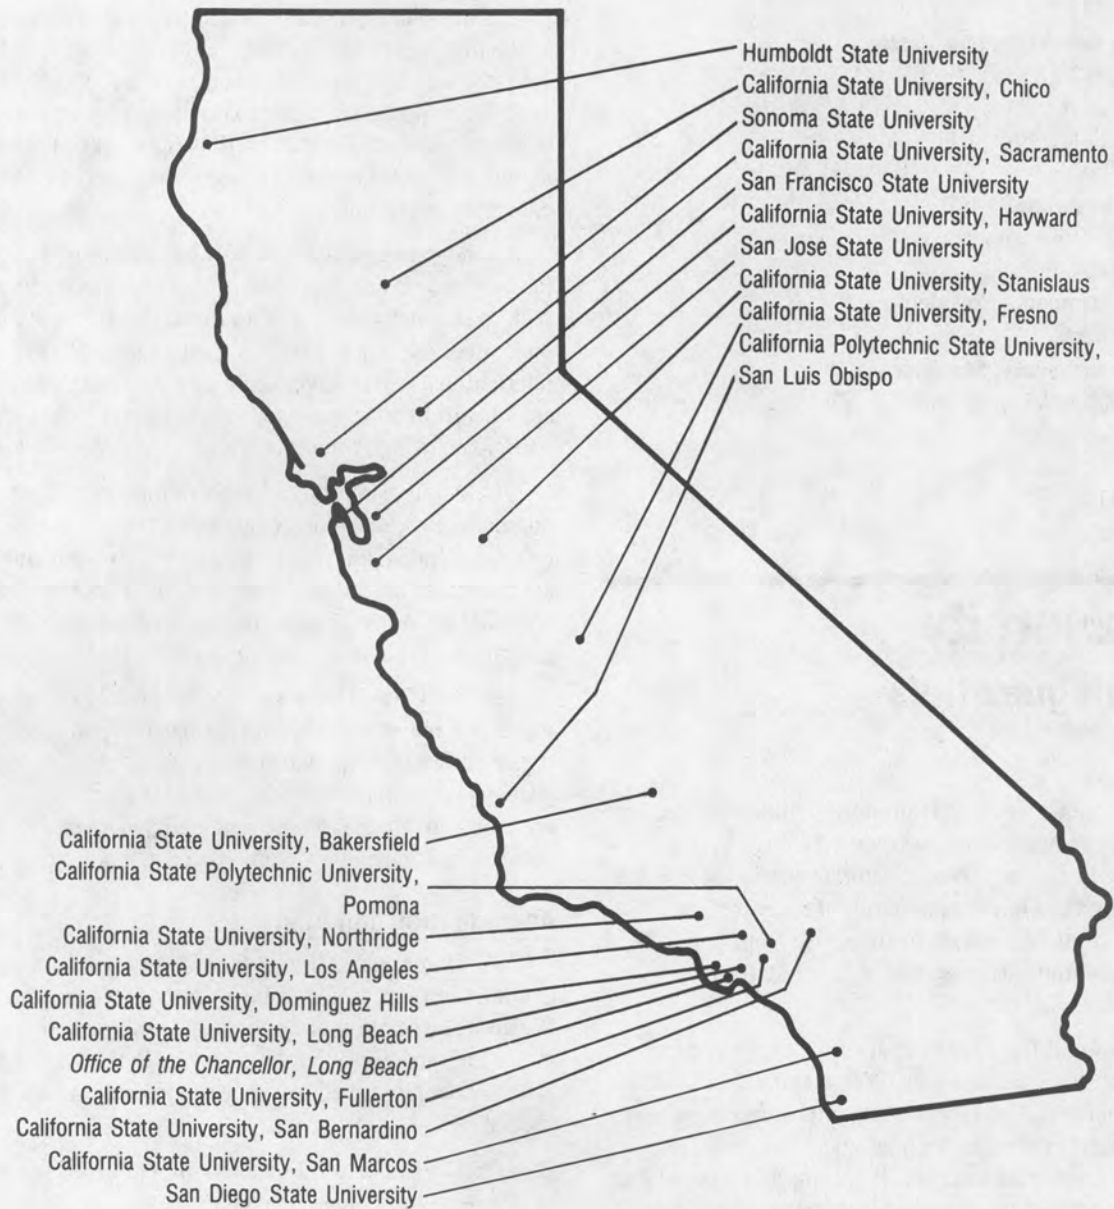 Humboldt State University
California State University, Chico
Sonoma State University
California State University, Sacramento
San Francisco State University
California State University, Hayward
San Jose State University
California State University, Stanislaus
California State University, Fresno
California Polytechnic State University,
San Luis Obispo
California State University, Bakersfield
California State Polytechnic University,
Pomona
California State University, Northridge
California State University, Los Angeles
California State University, Dominguez Hills
California State University, Long Beach
Office of the Chancellor, Long Beach
California State University, Fullerton
California State University, San Bernardino
California State University, San Marcos
San Diego State University